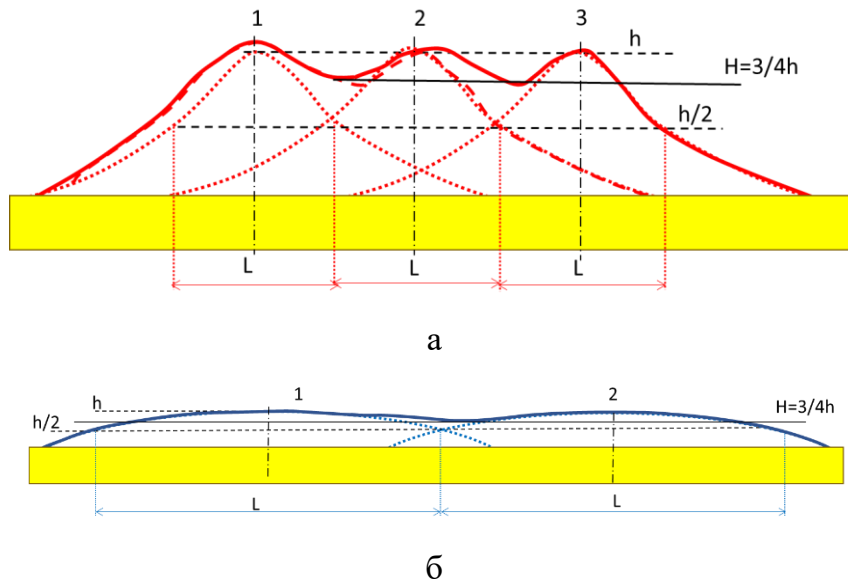 1 2 3
h
H=3/4h
h/2
L L L
а
h 1 2
h/2 H=3/4h
L L
б